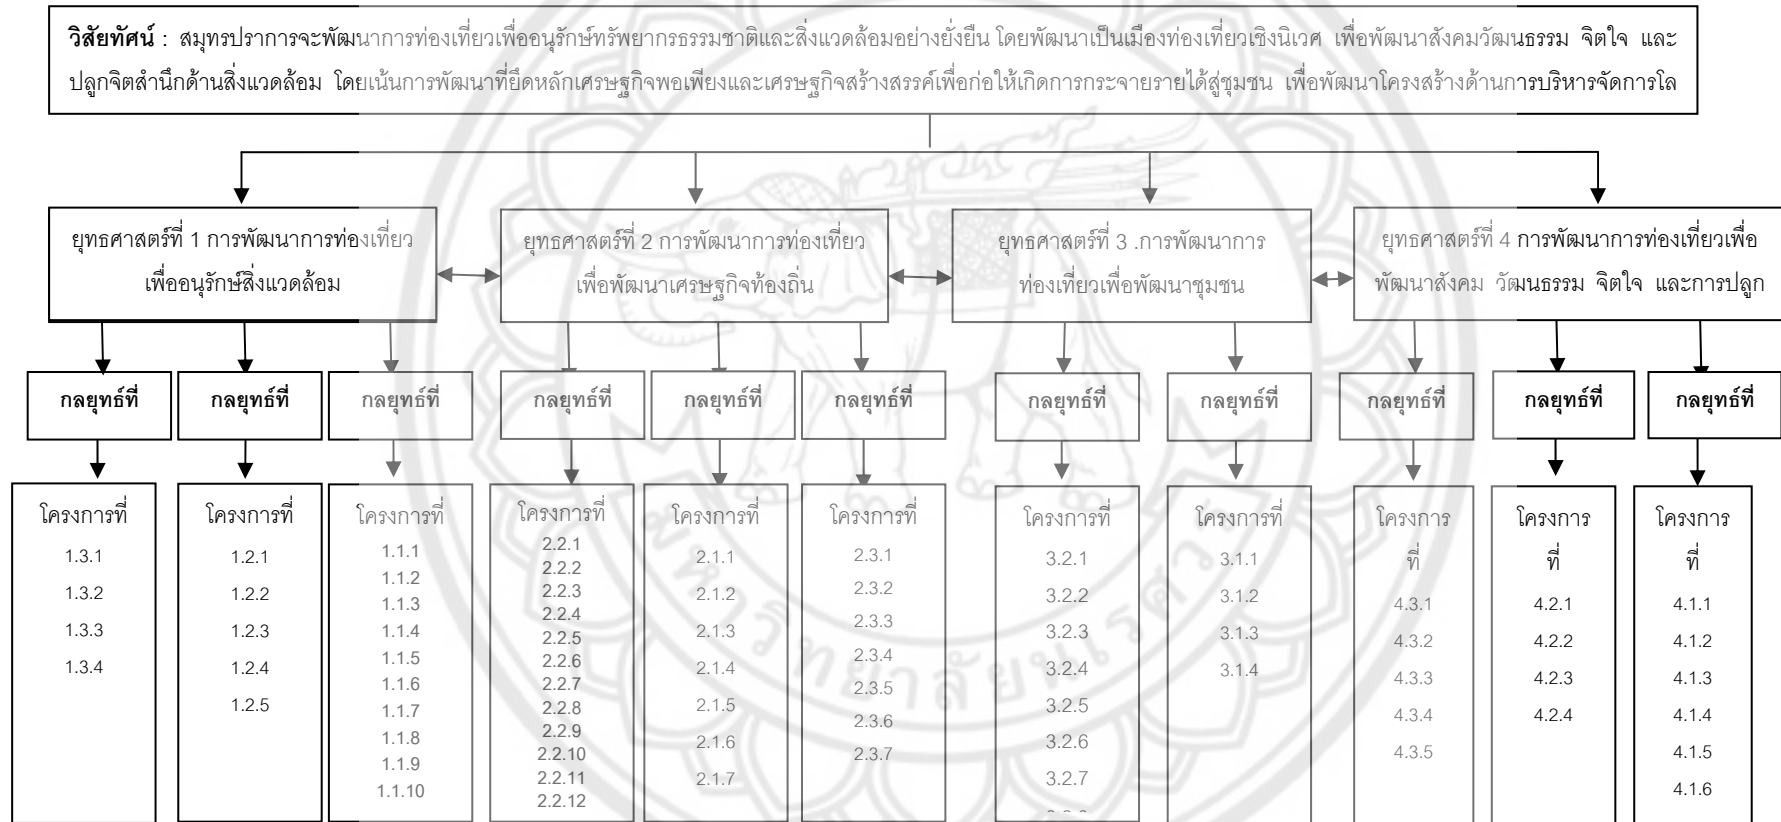 วิสัยทัศน์ : สมุทรปราการจะพัฒนาการท่องเที่ยวเพื่ออนุรักษ์ทรัพยากรธรรมชาติและสิ่งแวดล้อมอย่างยั่งยืน โดยพัฒนาเป็นเมืองท่องเที่ยวเชิงนิเวศ เพื่อพัฒนาสังคมวัฒนธรรม จิตใจ และ
ปลูกจิตสำนึกด้านสิ่งแวดล้อม โดยเน้นการพัฒนาที่ยึดหลักเศรษฐกิจพอเพียงและเศรษฐกิจสร้างสรรค์เพื่อก่อให้เกิดการกระจายรายได้สู่ชุมชน เพื่อพัฒนาโครงสร้างด้านการบริหารจัดการโล
ยุทธศาสตร์ที่ 1 การพัฒนาการท่องเที่ยว
เพื่ออนุรักษ์สิ่งแวดล้อม
ยุทธศาสตร์ที่ 2 การพัฒนาการท่องเที่ยว
เพื่อพัฒนาเศรษฐกิจท้องถิ่น
ยุทธศาสตร์ที่ 3 .การพัฒนาการ
ท่องเที่ยวเพื่อพัฒนาชุมชน
ยุทธศาสตร์ที่ 4 การพัฒนาการท่องเที่ยวเพื่อ
พัฒนาสังคม วัฒนธรรม จิตใจ และการปลูก
กลยุทธ์ที่
กลยุทธ์ที่
กลยุทธ์ที่
กลยุทธ์ที่
กลยุทธ์ที่
กลยุทธ์ที่
กลยุทธ์ที่
กลยุทธ์ที่
กลยุทธ์ที่
กลยุทธ์ที่
กลยุทธ์ที่
โครงการที่
1.3.1
1.3.2
1.3.3
1.3.4
โครงการที่
1.2.1
1.2.2
1.2.3
1.2.4
1.2.5
โครงการที่
1.1.1
1.1.2
1.1.3
1.1.4
1.1.5
1.1.6
1.1.7
1.1.8
1.1.9
1.1.10
โครงการที่
2.2.1
2.2.2
2.2.3
2.2.4
2.2.5
2.2.6
2.2.7
2.2.8
2.2.9
2.2.10
2.2.11
2.2.12
โครงการที่
2.1.1
2.1.2
2.1.3
2.1.4
2.1.5
2.1.6
2.1.7
โครงการที่
2.3.1
2.3.2
2.3.3
2.3.4
2.3.5
2.3.6
2.3.7
โครงการที่
3.2.1
3.2.2
3.2.3
3.2.4
3.2.5
3.2.6
3.2.7
โครงการที่
3.1.1
3.1.2
3.1.3
3.1.4
โครงการ
ที่
4.3.1
4.3.2
4.3.3
4.3.4
4.3.5
โครงการ
ที่
4.2.1
4.2.2
4.2.3
4.2.4
โครงการ
ที่
4.1.1
4.1.2
4.1.3
4.1.4
4.1.5
4.1.6
มหาวิทยาลัยนเรศวร